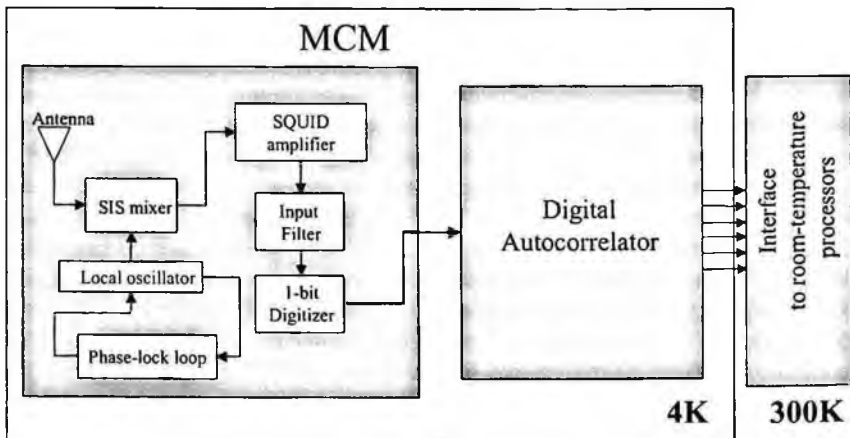 MCM
Antenna
SQUID
amplifier
SIS mixer
Input
Filter
Local oscillator
1-bit
Digitizer
Phase-lock loop
Digital
Autocorrelator
Interface
to room-temperature
processors
4K
300K